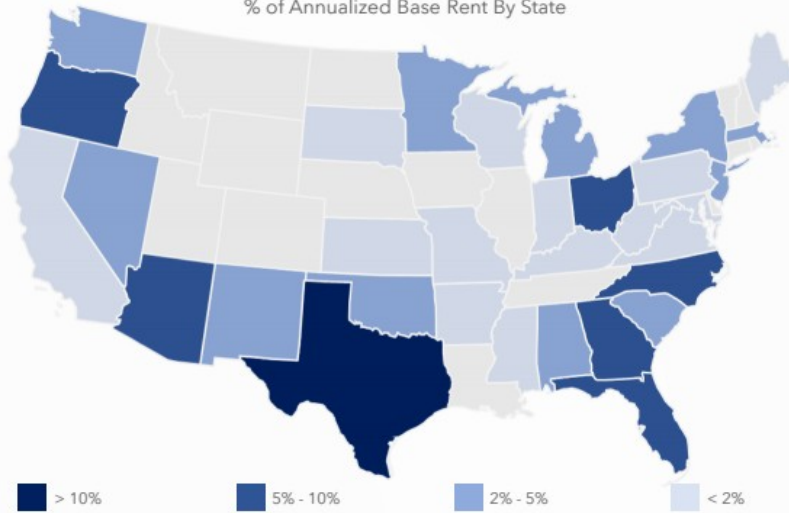 % of Annualized Base Rent By State
> 10%
5% - 10%
2% - 5%
< 2%